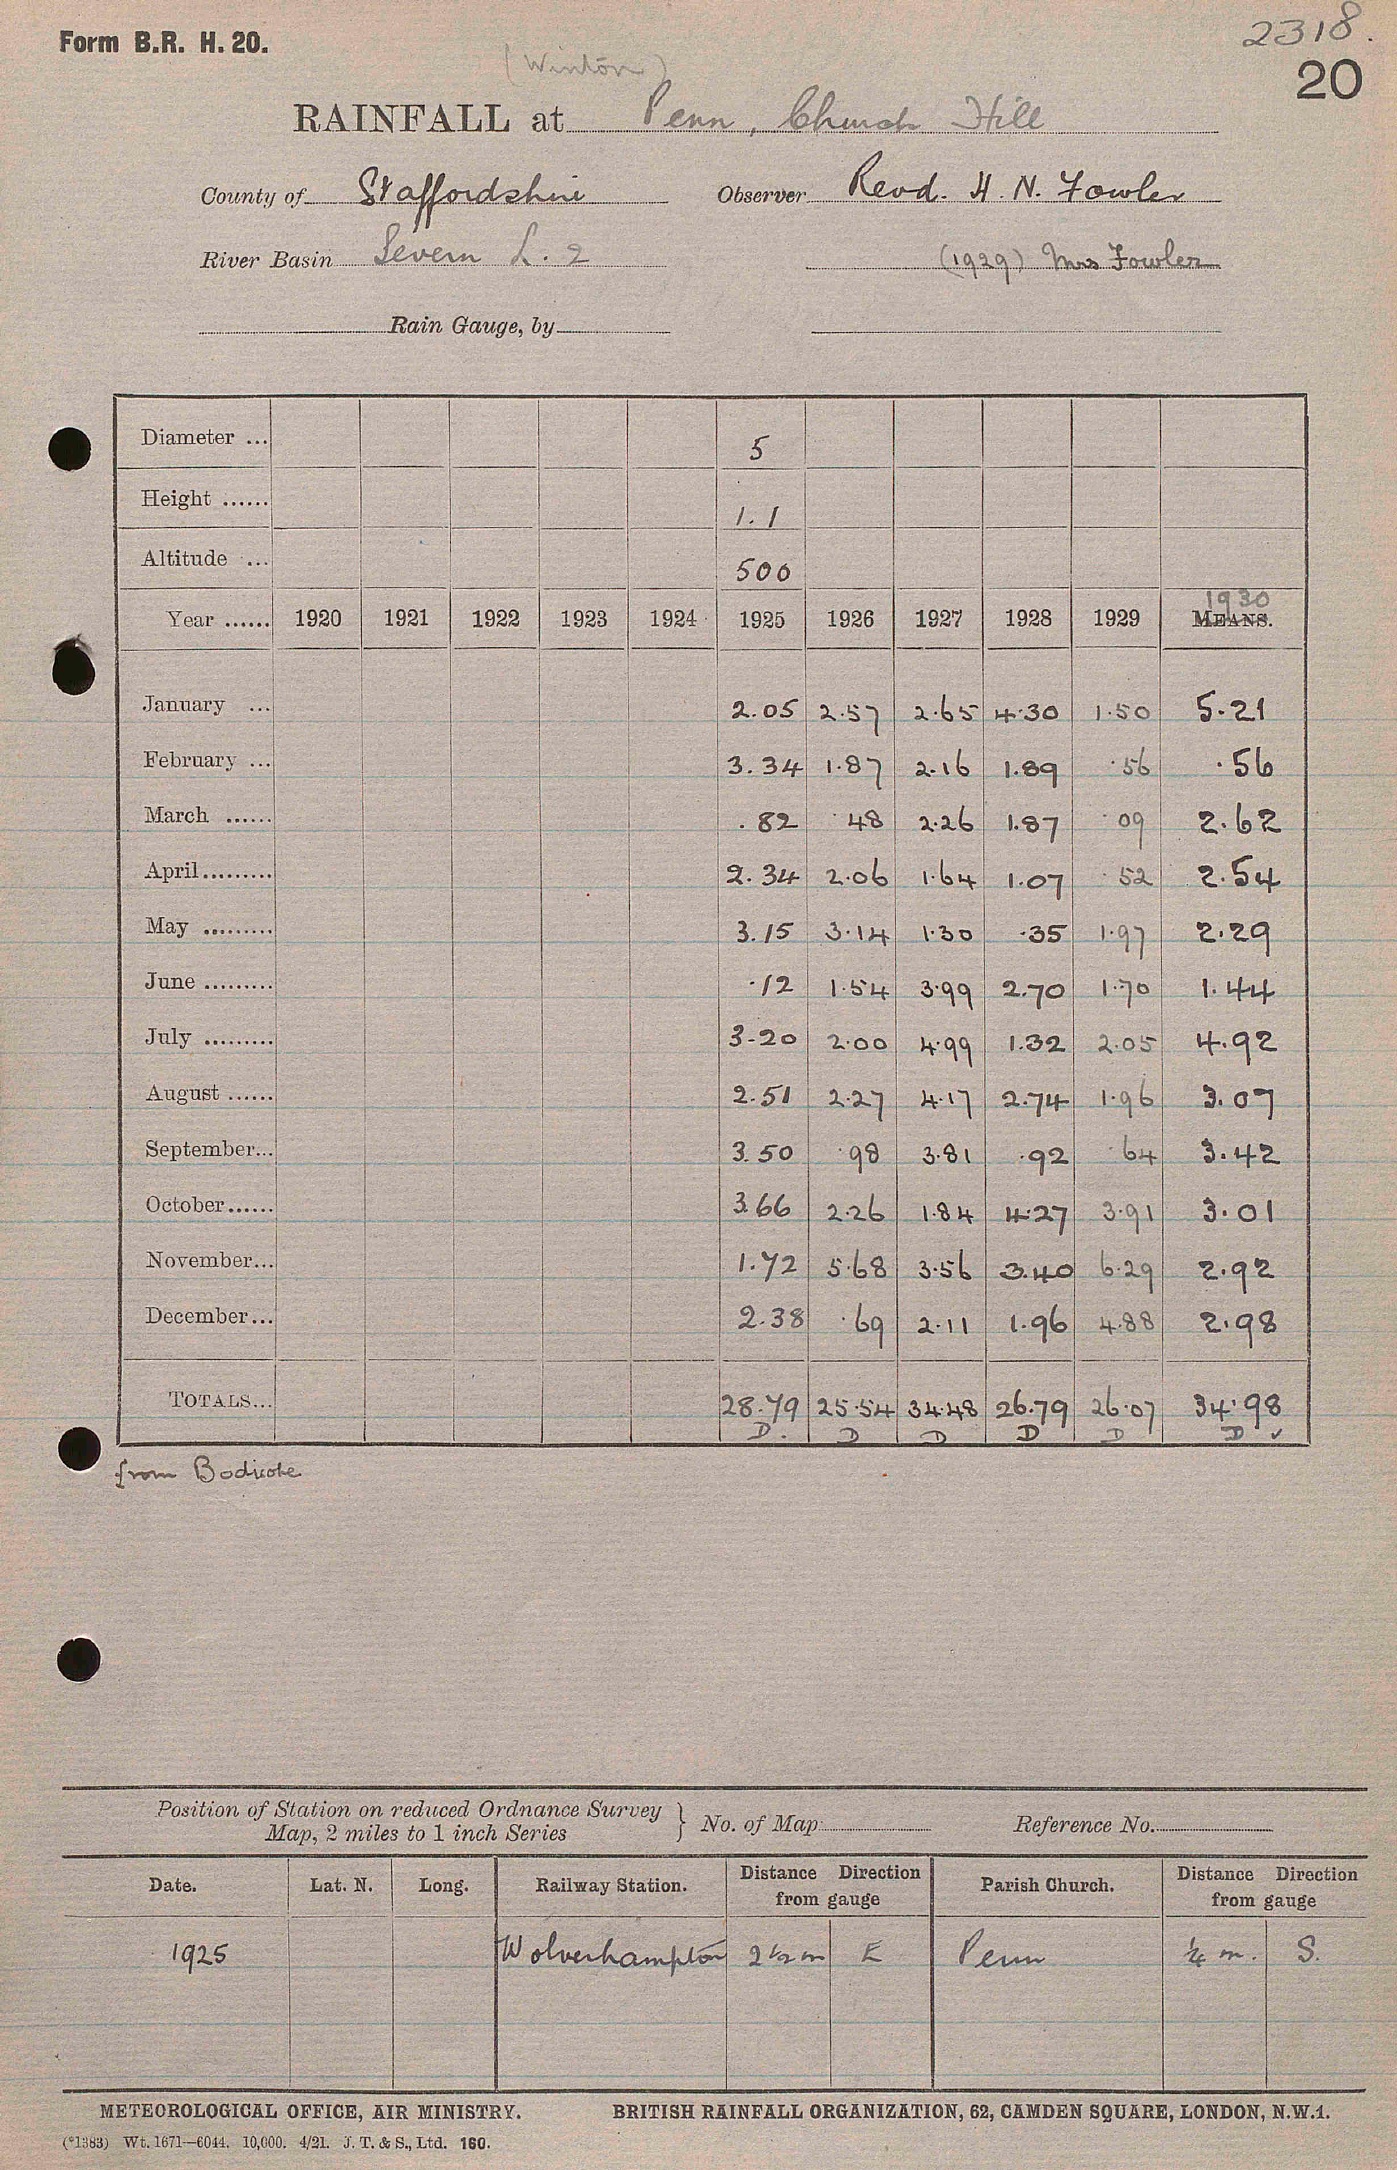 Form B.R. H. 20.
2318.
20
(Winton)
RAINFALL at Penn, Church Hill
County of Staffordshire Observer Revd. H. N. Fowler
River Basin Severn L. 2 (1929) Mrs Fowler
Rain Gauge, by
Diameter ... 5
Height ...... 1.1
Altitude ... 500
1930
Year ...... 1920 1921 1922 1923 1924 1925 1926 1927 1928 1929 MEANS.
January ... 2.05 2.57 2.65 4.30 1.50 5.21
February ... 3.34 1.87 2.16 1.89 .56 .56
March ...... .82 .48 2.26 1.87 .09 2.62
April......... 2.34 2.06 1.64 1.07 .52 2.54
May ......... 3.15 3.14 1.30 .35 1.97 2.29
June ......... .12 1.54 3.99 2.70 1.70 1.44
July ......... 3.20 2.00 4.99 1.32 2.05 4.92
August ...... 2.51 2.27 4.17 2.74 1.96 3.07
September... 3.50 .98 3.81 .92 .64 3.42
October...... 3.66 2.26 1.84 4.27 3.91 3.01
November... 1.72 5.68 3.56 3.40 6.29 2.92
December... 2.38 .69 2.11 1.96 4.88 2.98
TOTALS... 28.79 25.54 34.48 26.79 26.07 34.98
D. D D D D D ✓
from Bodicote
Position of Station on reduced Ordnance Survey
Map, 2 miles to 1 inch Series } No. of Map Reference No.
Date. Lat. N. Long. Railway Station. Distance Direction from gauge Parish Church. Distance Direction from gauge
1925 Wolverhampton 2 1/2 m E Penn 1/4 m. S.
METEOROLOGICAL OFFICE, AIR MINISTRY. BRITISH RAINFALL ORGANIZATION, 62, CAMDEN SQUARE, LONDON, N.W.1.
(*1383) Wt. 1671—6044. 10,000. 4/21. J. T. & S., Ltd. 160.